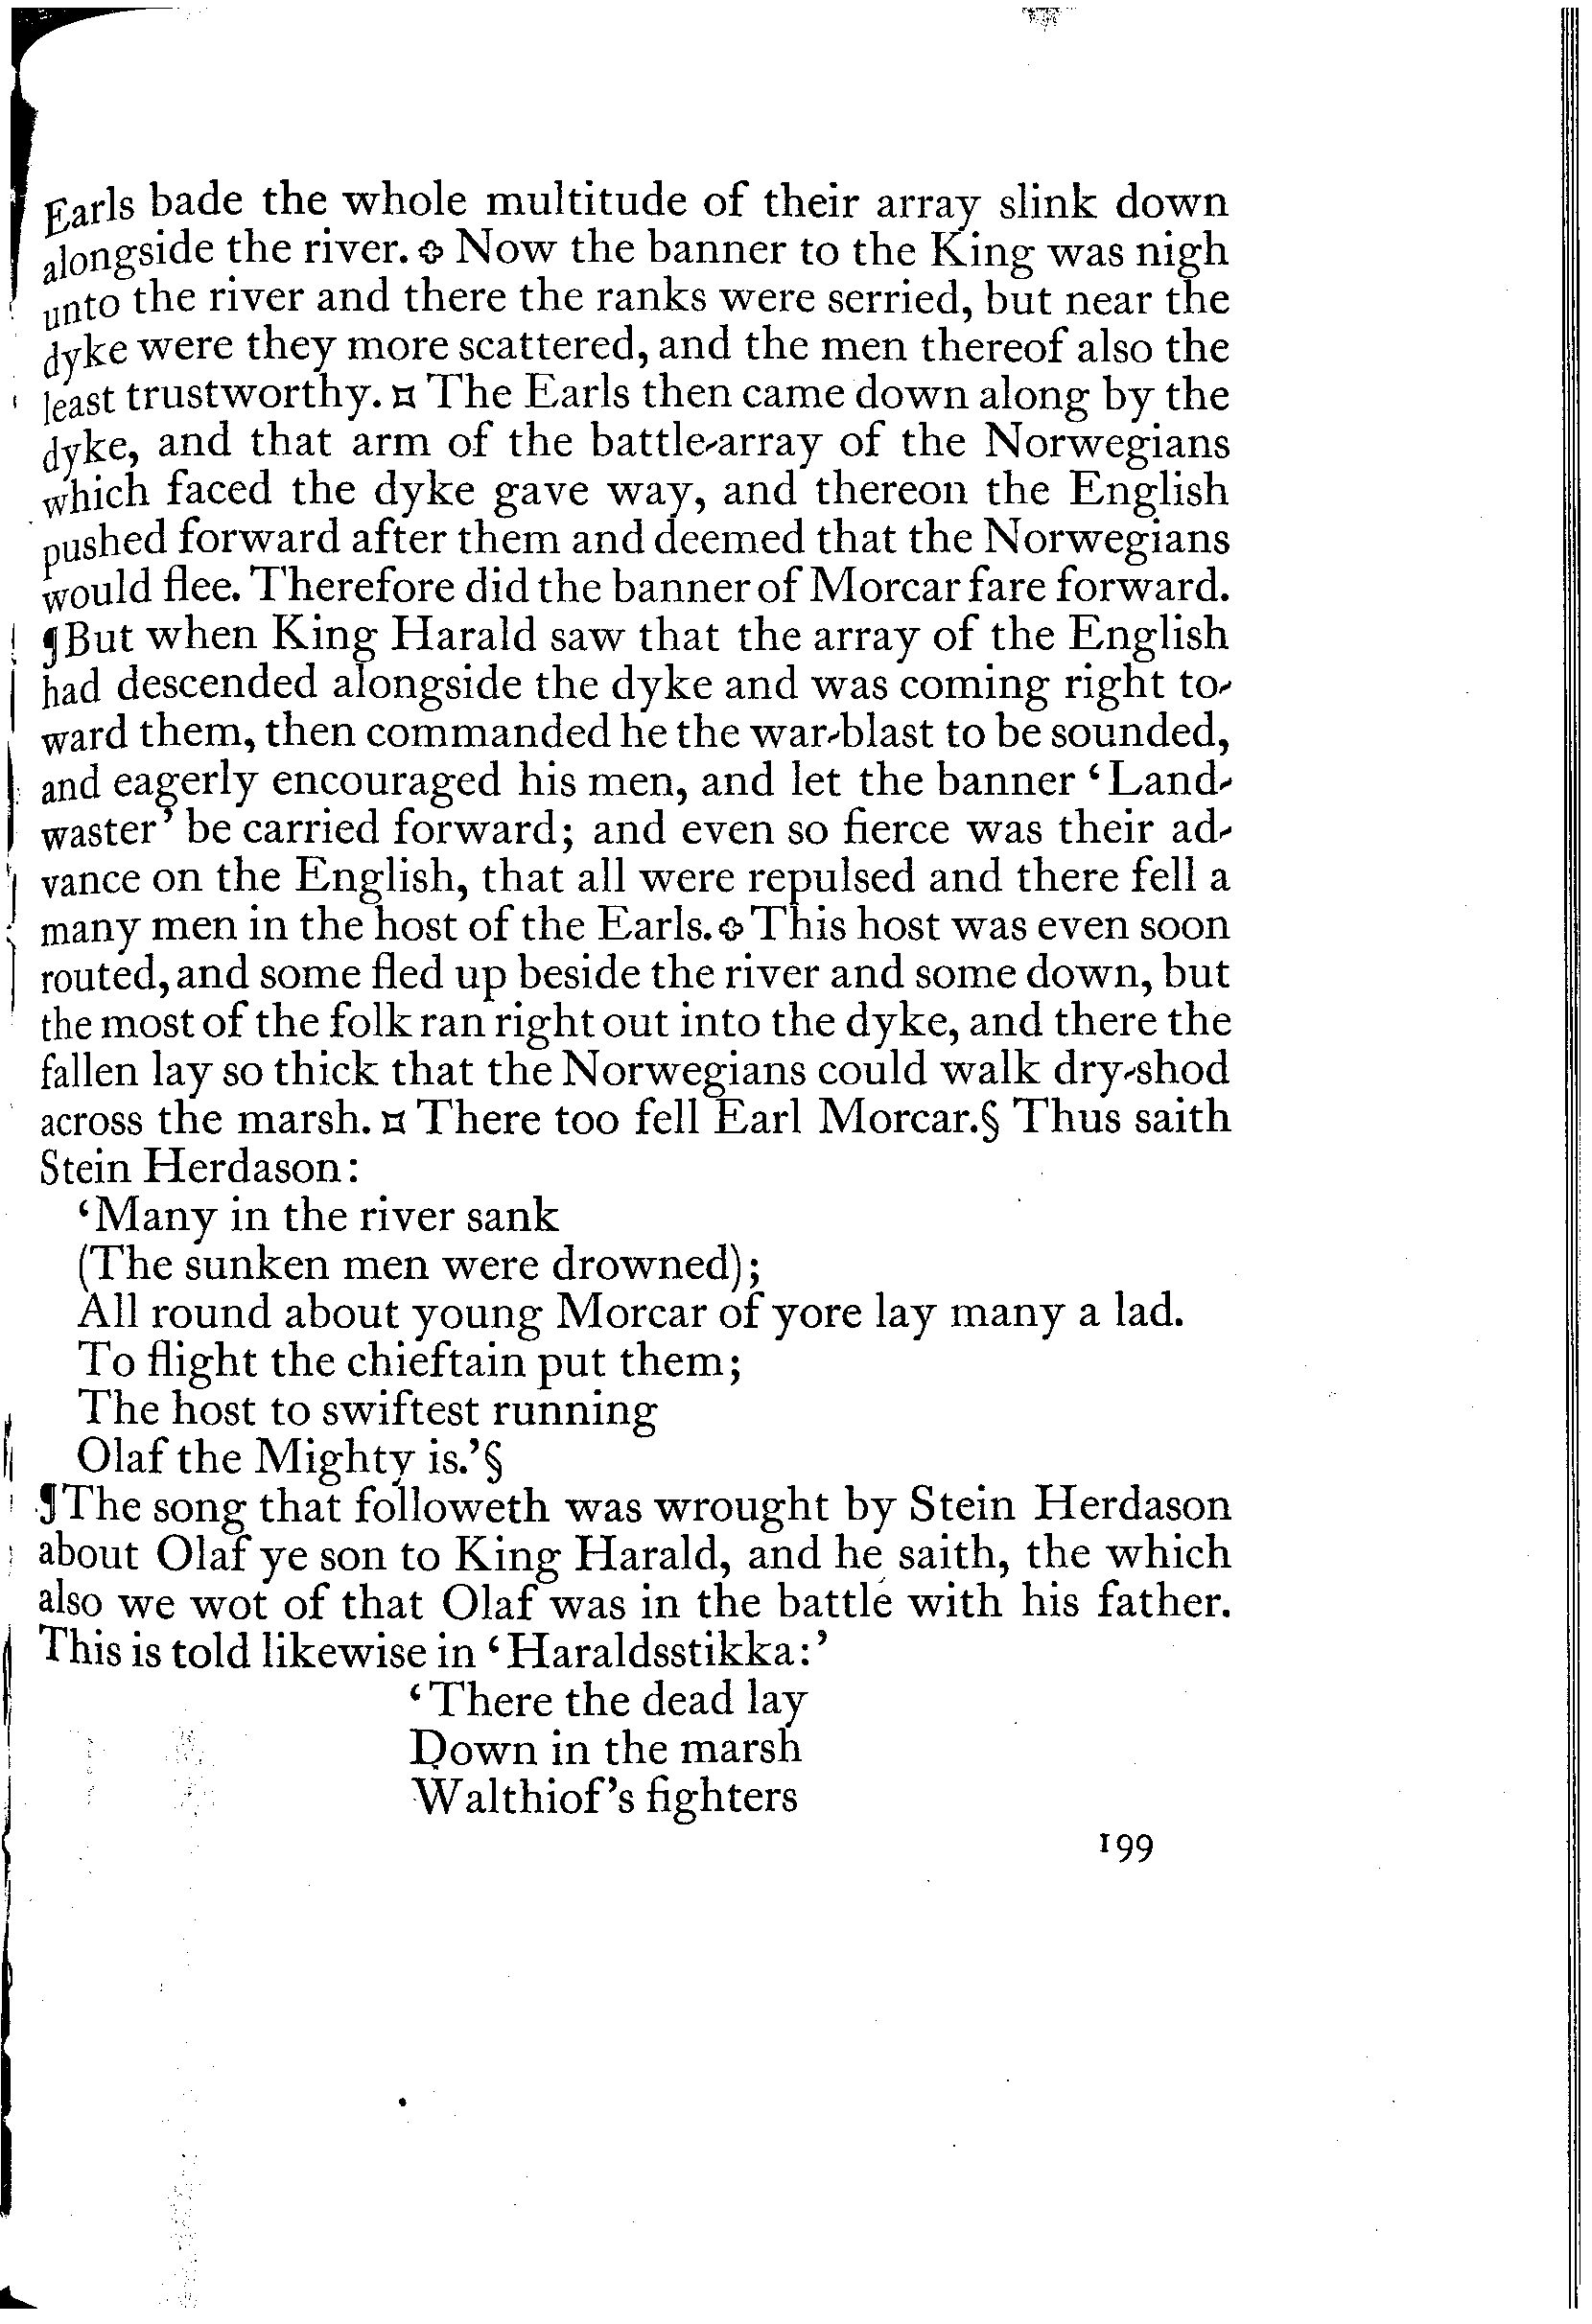 Earls bade the whole multitude of their array slink down
alongside the river. ✥ Now the banner to the King was nigh
unto the river and there the ranks were serried, but near the
dyke were they more scattered, and the men thereof also the
least trustworthy. ¤ The Earls then came down along by the
dyke, and that arm of the battle-array of the Norwegians
which faced the dyke gave way, and thereon the English
pushed forward after them and deemed that the Norwegians
would flee. Therefore did the banner of Morcar fare forward.
¶But when King Harald saw that the array of the English
had descended alongside the dyke and was coming right to-
ward them, then commanded he the war-blast to be sounded,
and eagerly encouraged his men, and let the banner ‘Land-
waster’ be carried forward; and even so fierce was their ad-
vance on the English, that all were repulsed and there fell a
many men in the host of the Earls. ✥ This host was even soon
routed, and some fled up beside the river and some down, but
the most of the folk ran right out into the dyke, and there the
fallen lay so thick that the Norwegians could walk dry-shod
across the marsh. ¤ There too fell Earl Morcar.§ Thus saith
Stein Herdason:
‘Many in the river sank
(The sunken men were drowned);
All round about young Morcar of yore lay many a lad.
To flight the chieftain put them;
The host to swiftest running
Olaf the Mighty is.’§
¶The song that followeth was wrought by Stein Herdason
about Olaf ye son to King Harald, and he saith, the which
also we wot of that Olaf was in the battle with his father.
This is told likewise in ‘Haraldsstikka:’
‘There the dead lay
Down in the marsh
Walthiof’s fighters
199